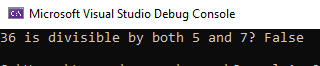 Microsoft Visual Studio Debug Console
36 is divisible by both 5 and 7? False